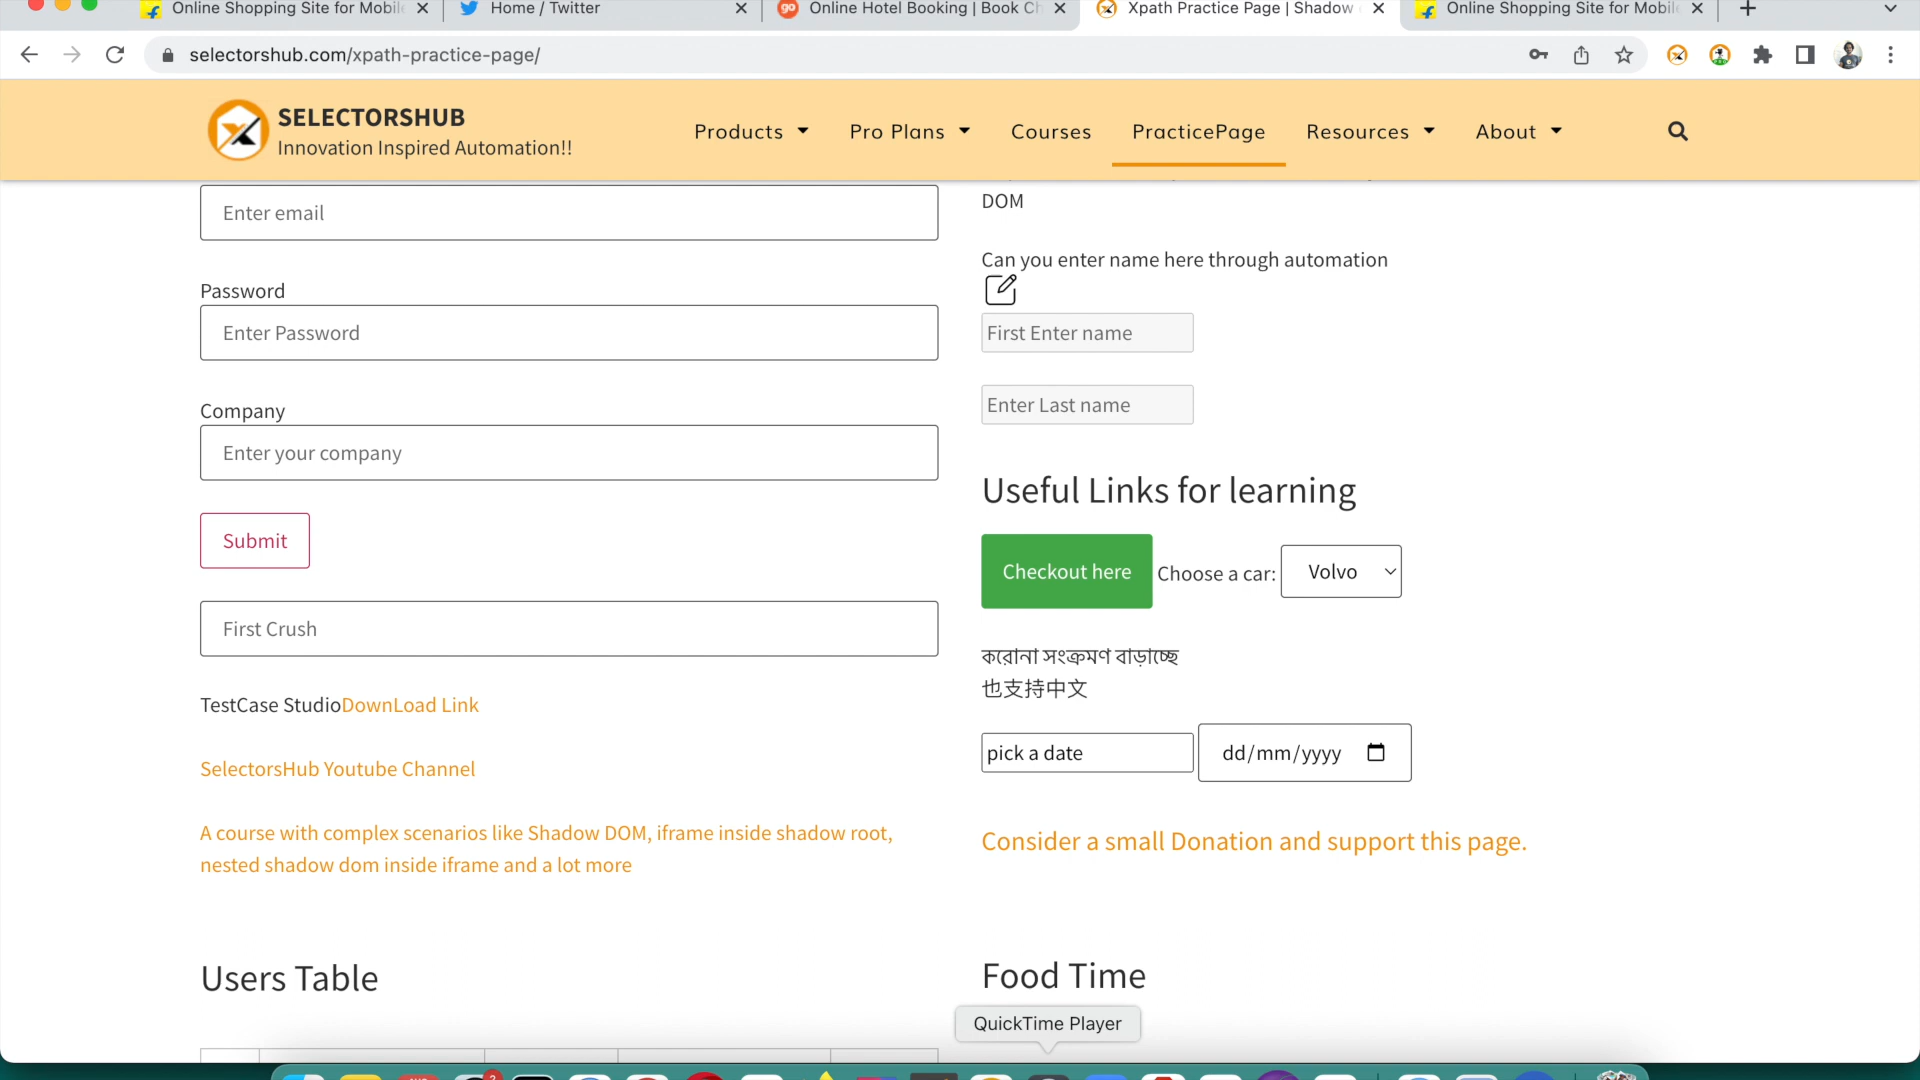 Online Shopping Site for Mobile
Home / Twitter
Online Hotel Booking | Book Ch
Xpath Practice Page | Shadow
Online Shopping Site for Mobile
selectorshub.com/xpath-practice-page/
SELECTORSHUB
Innovation Inspired Automation!!
Products
Pro Plans
Courses
PracticePage
Resources
About
Enter email
Password
Enter Password
Company
Enter your company
Submit
First Crush
TestCase StudioDownLoad Link
SelectorsHub Youtube Channel
A course with complex scenarios like Shadow DOM, iframe inside shadow root,
nested shadow dom inside iframe and a lot more
Users Table
DOM
Can you enter name here through automation
First Enter name
Enter Last name
Useful Links for learning
Checkout here
Choose a car:
Volvo
করোনা সংক্রমণ বাড়াচ্ছে
也支持中文
pick a date
dd/mm/yyyy
Consider a small Donation and support this page.
Food Time
QuickTime Player